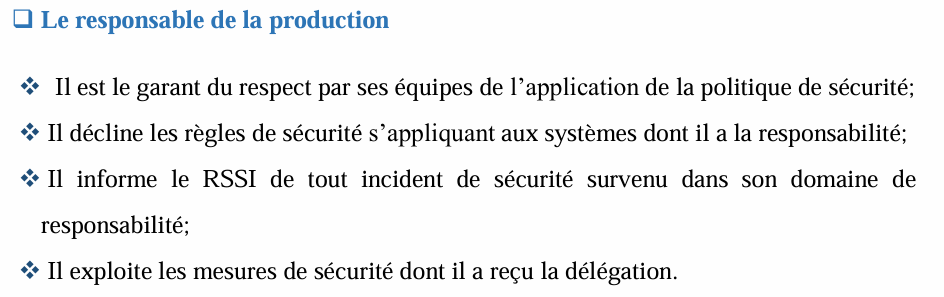 ❑ Le responsable de la production
❖ Il est le garant du respect par ses équipes de l’application de la politique de sécurité;
❖ Il décline les règles de sécurité s’appliquant aux systèmes dont il a la responsabilité;
❖ Il informe le RSSI de tout incident de sécurité survenu dans son domaine de
responsabilité;
❖ Il exploite les mesures de sécurité dont il a reçu la délégation.